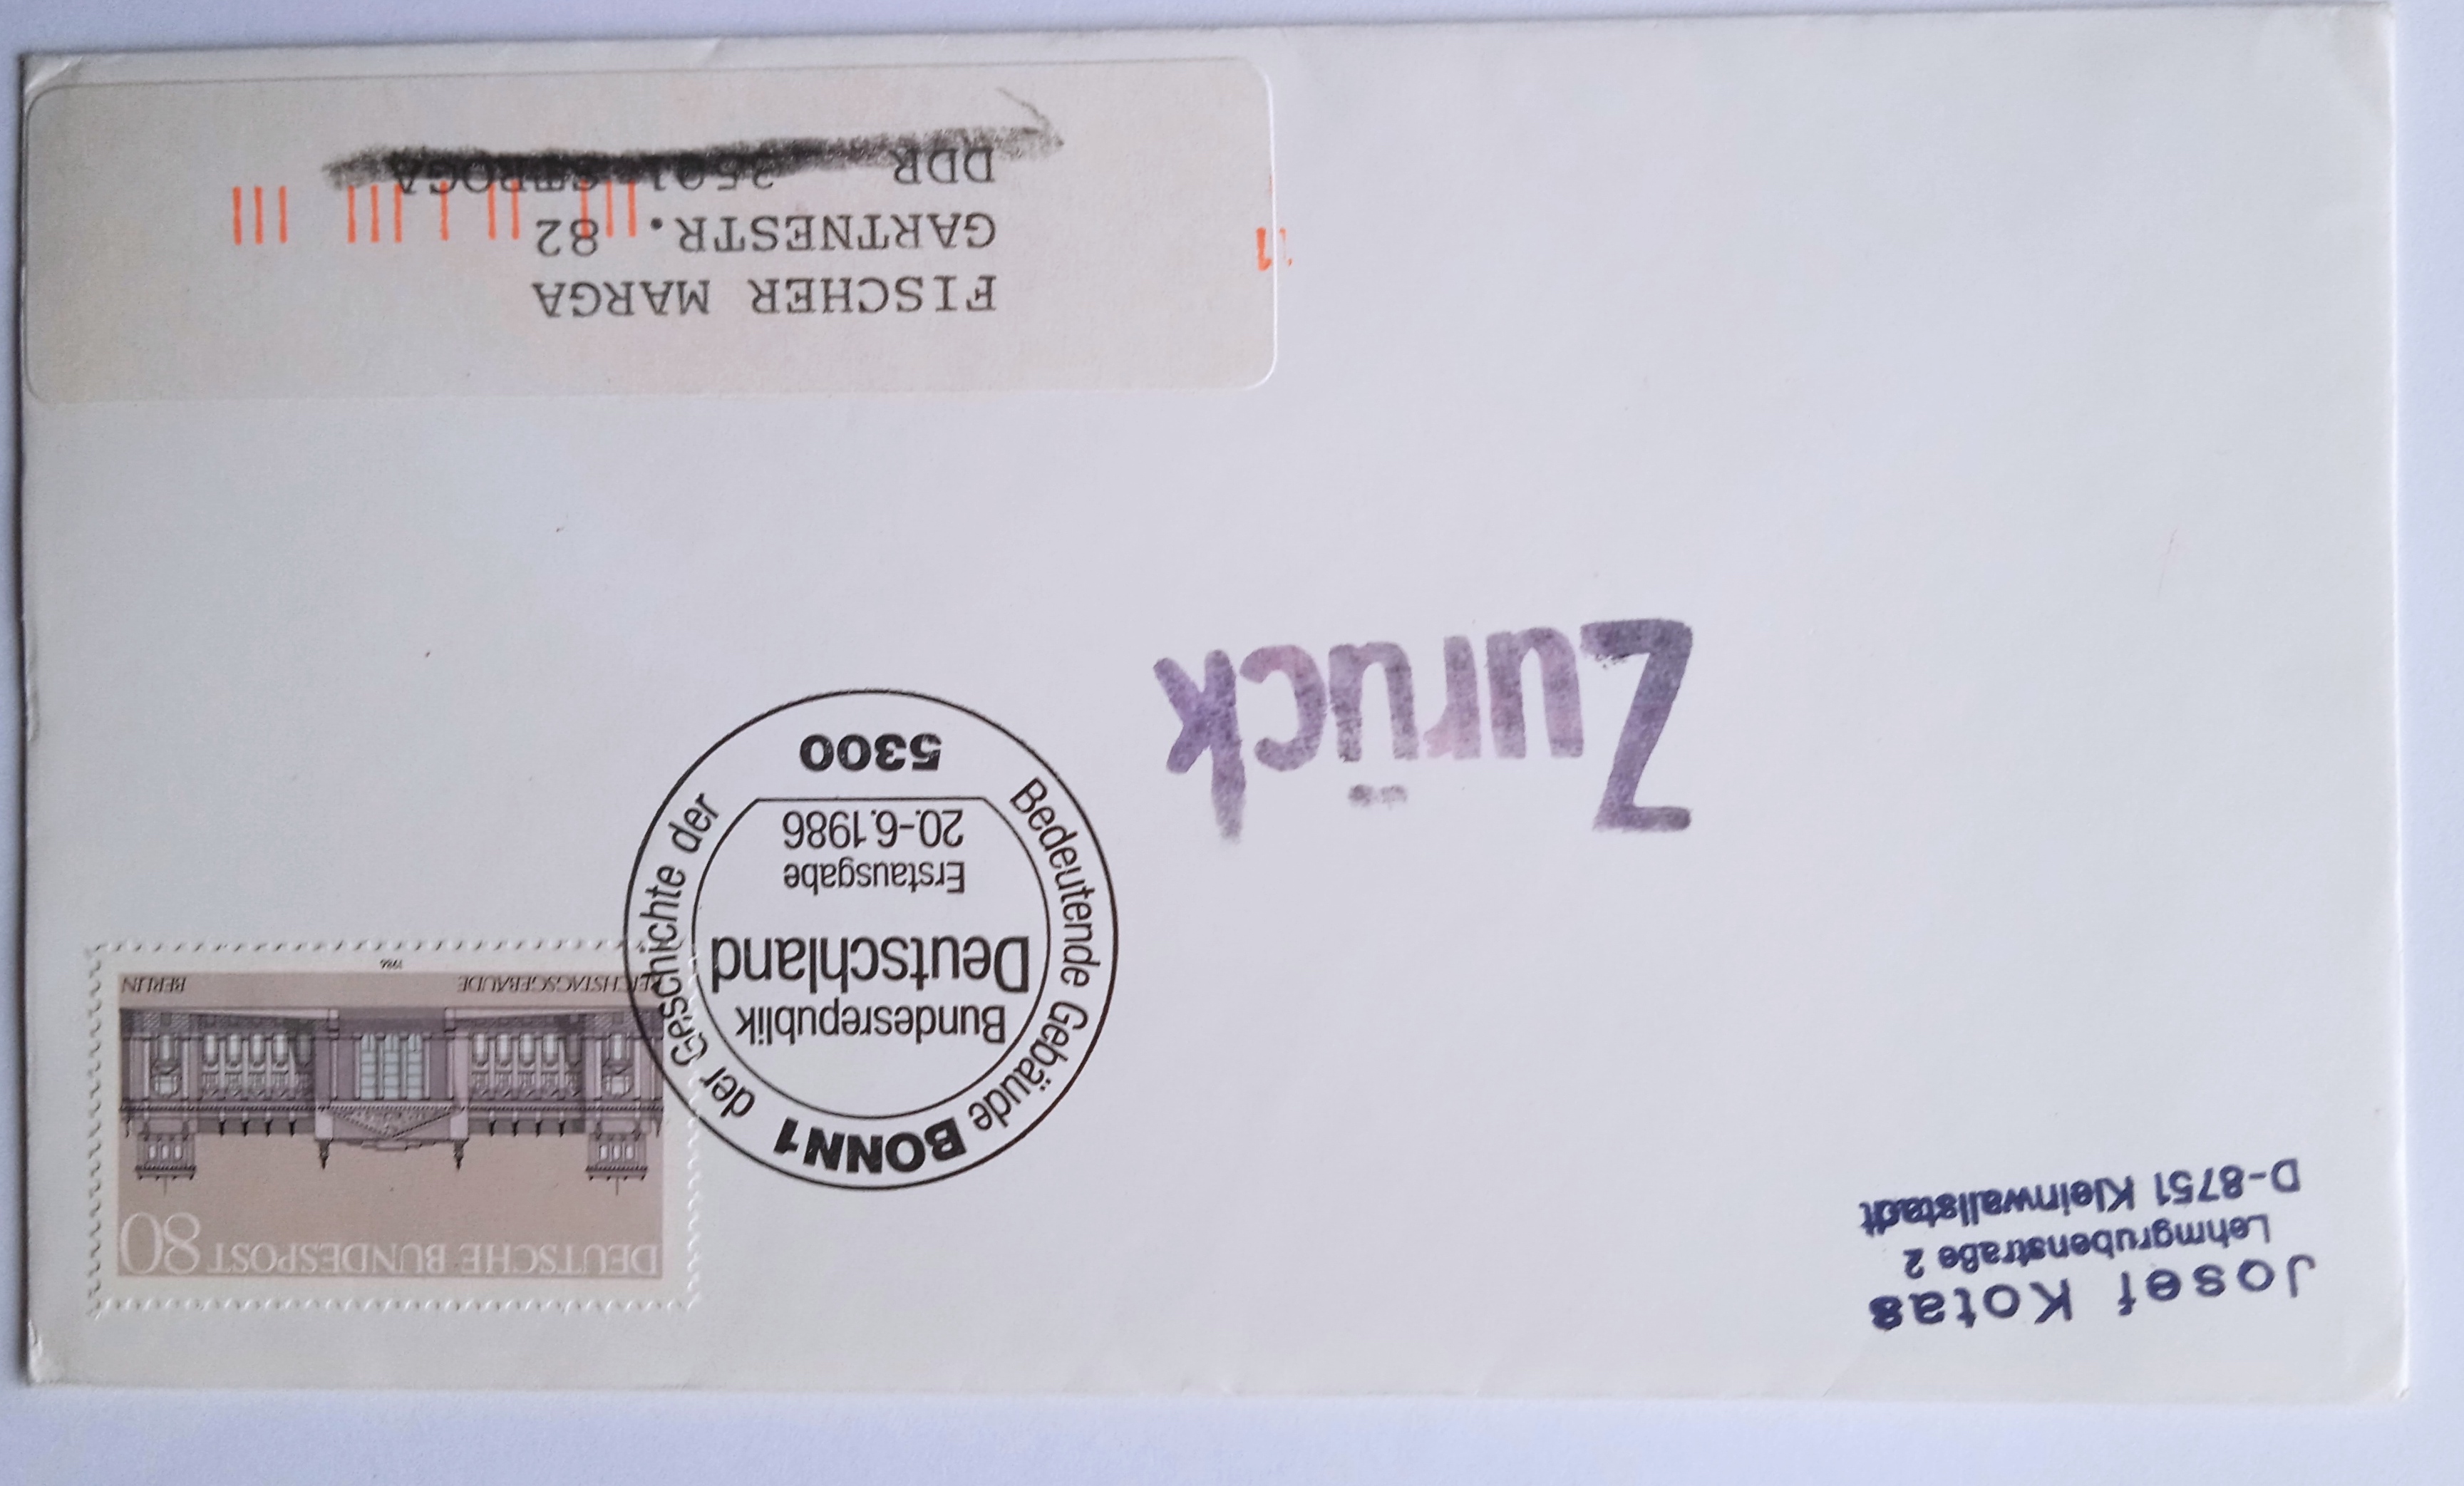 Josef Kotas
Lehmgrubenstraße 2
D-8751 Kleinwallstadt
DEUTSCHE BUNDESPOST 80
REICHSTAGSGEBÄUDE BERLIN
1986
BONN 1
Bedeutende Gebäude der Geschichte der
Bundesrepublik
Deutschland
Erstausgabe
20.-6.1986
5300
Zurück
FISCHER MARGA
GARTNESTR. 82
DDR STROGA